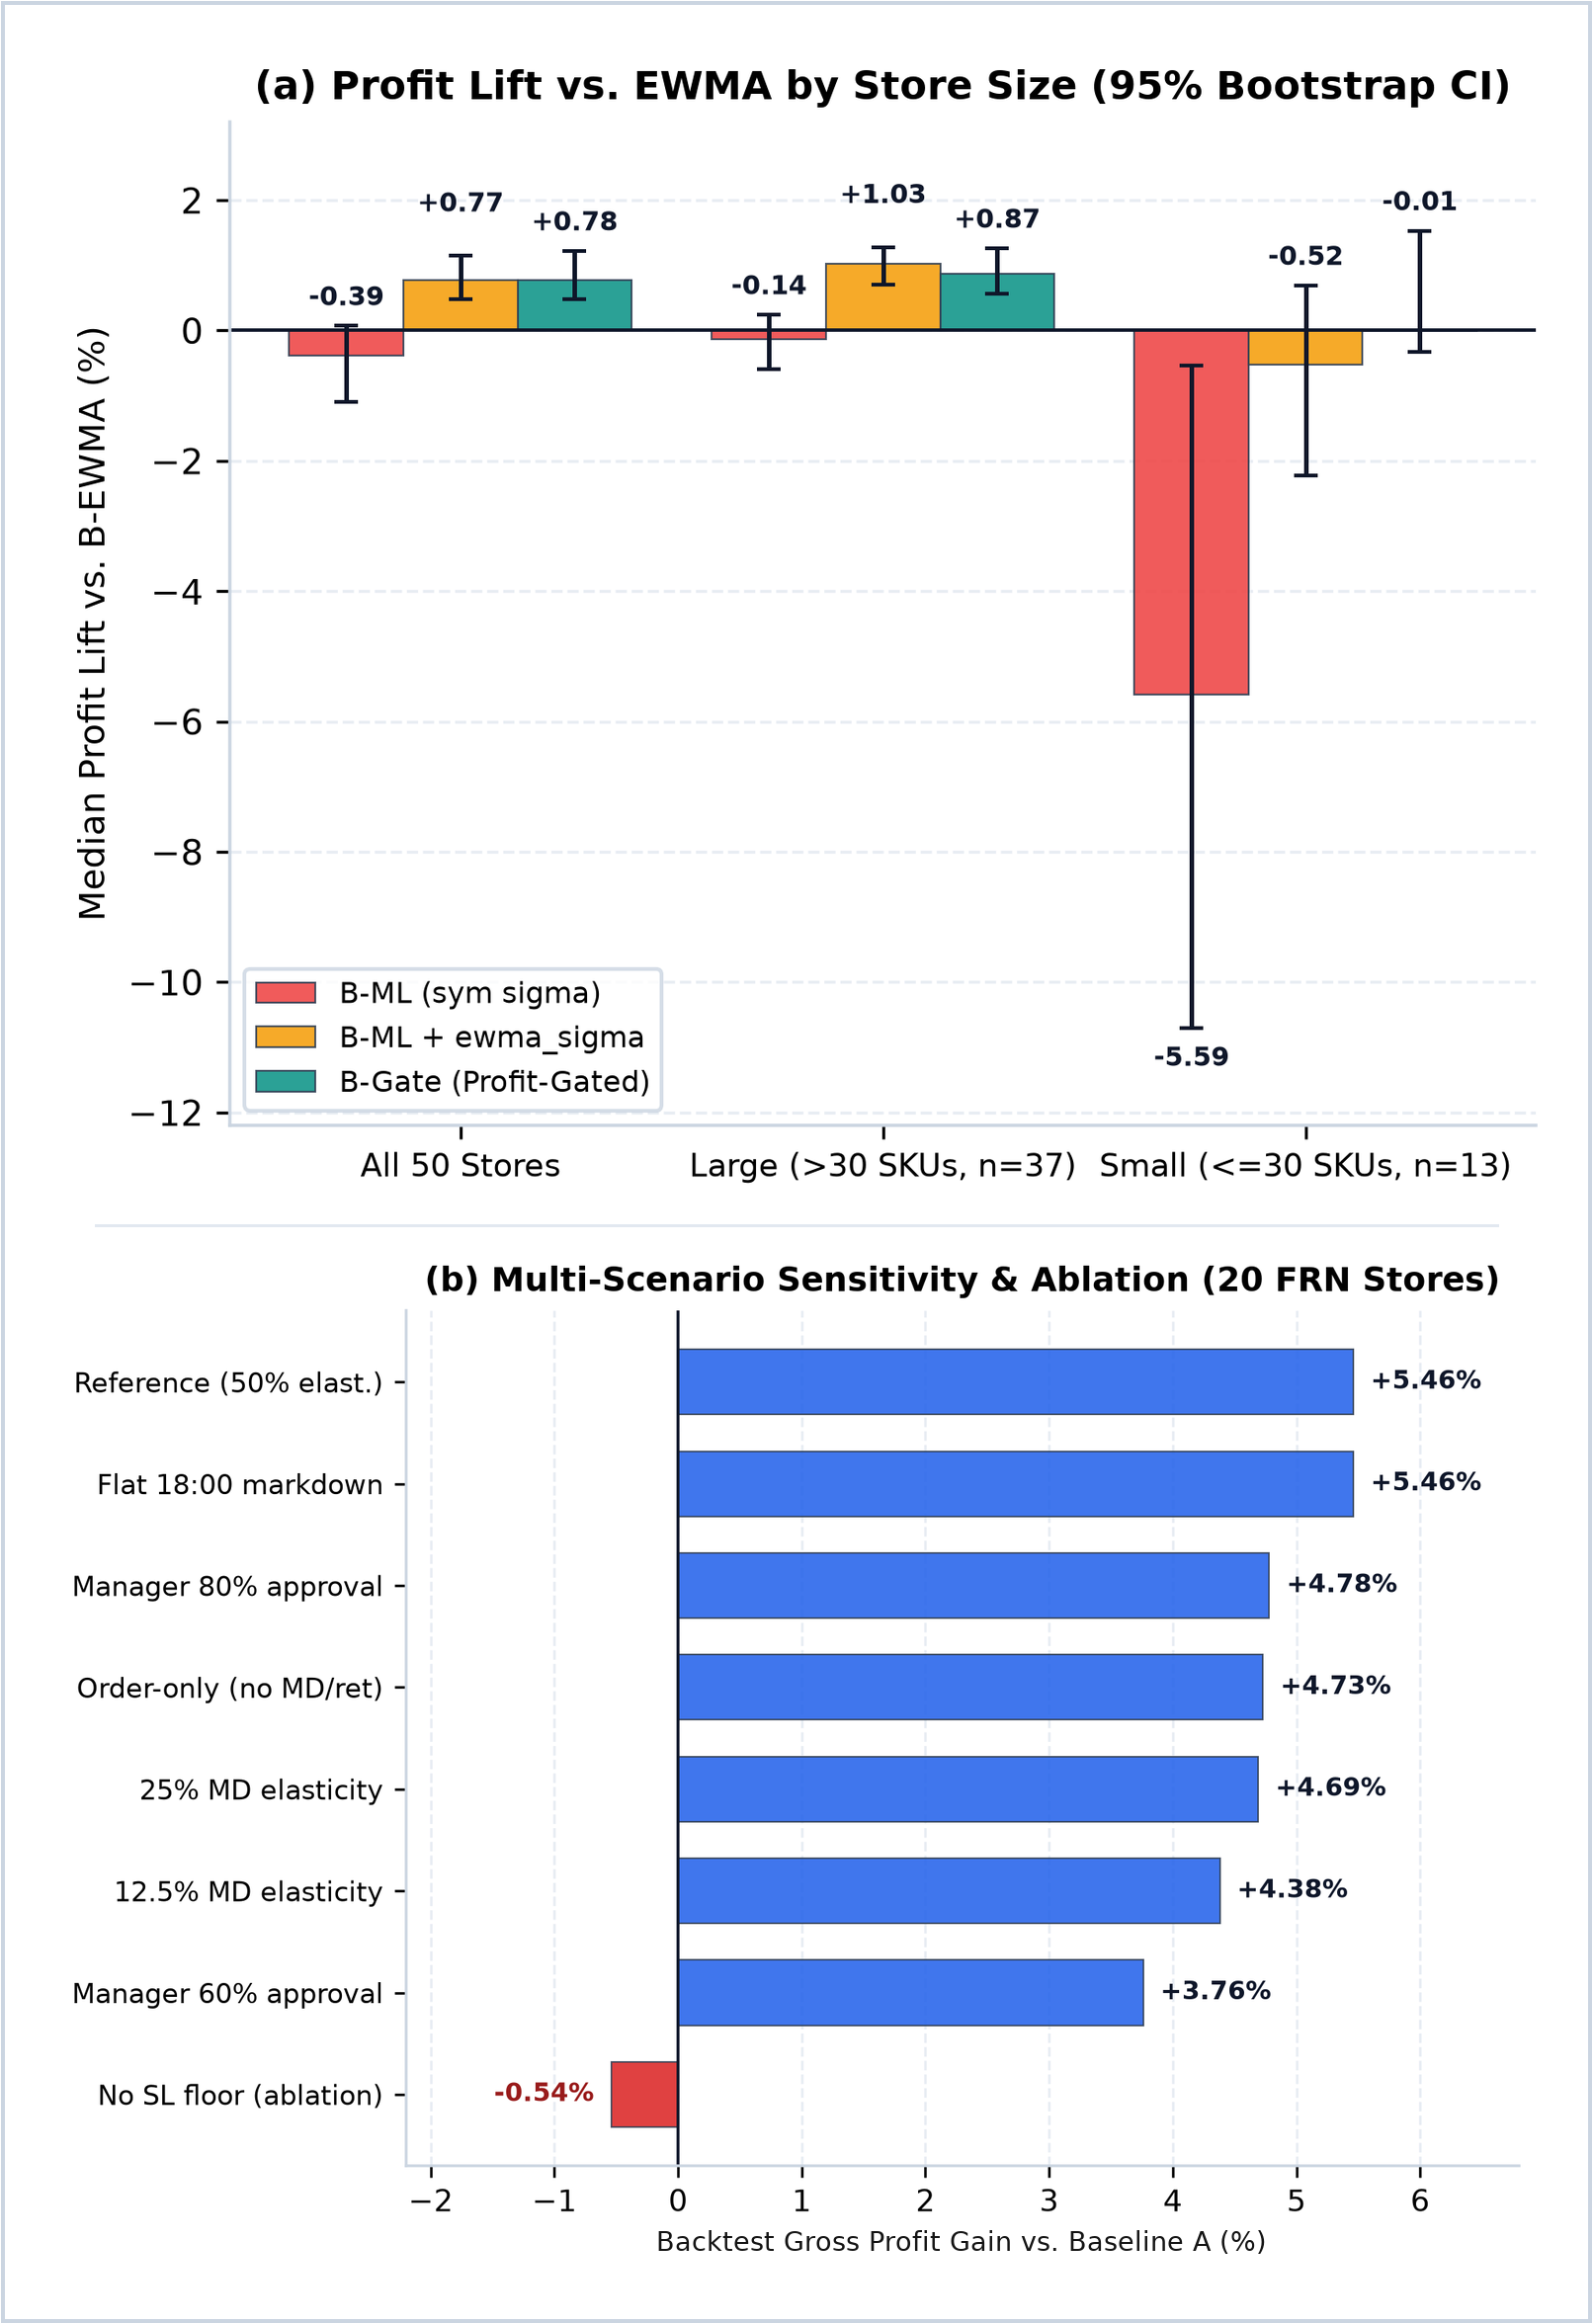 (a) Profit Lift vs. EWMA by Store Size (95% Bootstrap CI)
Median Profit Lift vs. B-EWMA (%)
2
0
−2
−4
−6
−8
−10
−12
-0.39
+0.77
+0.78
-0.14
+1.03
+0.87
-5.59
-0.52
-0.01
B-ML (sym sigma)
B-ML + ewma_sigma
B-Gate (Profit-Gated)
All 50 Stores
Large (>30 SKUs, n=37)
Small (<=30 SKUs, n=13)
(b) Multi-Scenario Sensitivity & Ablation (20 FRN Stores)
Reference (50% elast.)
+5.46%
Flat 18:00 markdown
+5.46%
Manager 80% approval
+4.78%
Order-only (no MD/ret)
+4.73%
25% MD elasticity
+4.69%
12.5% MD elasticity
+4.38%
Manager 60% approval
+3.76%
No SL floor (ablation)
-0.54%
−2
−1
0
1
2
3
4
5
6
Backtest Gross Profit Gain vs. Baseline A (%)